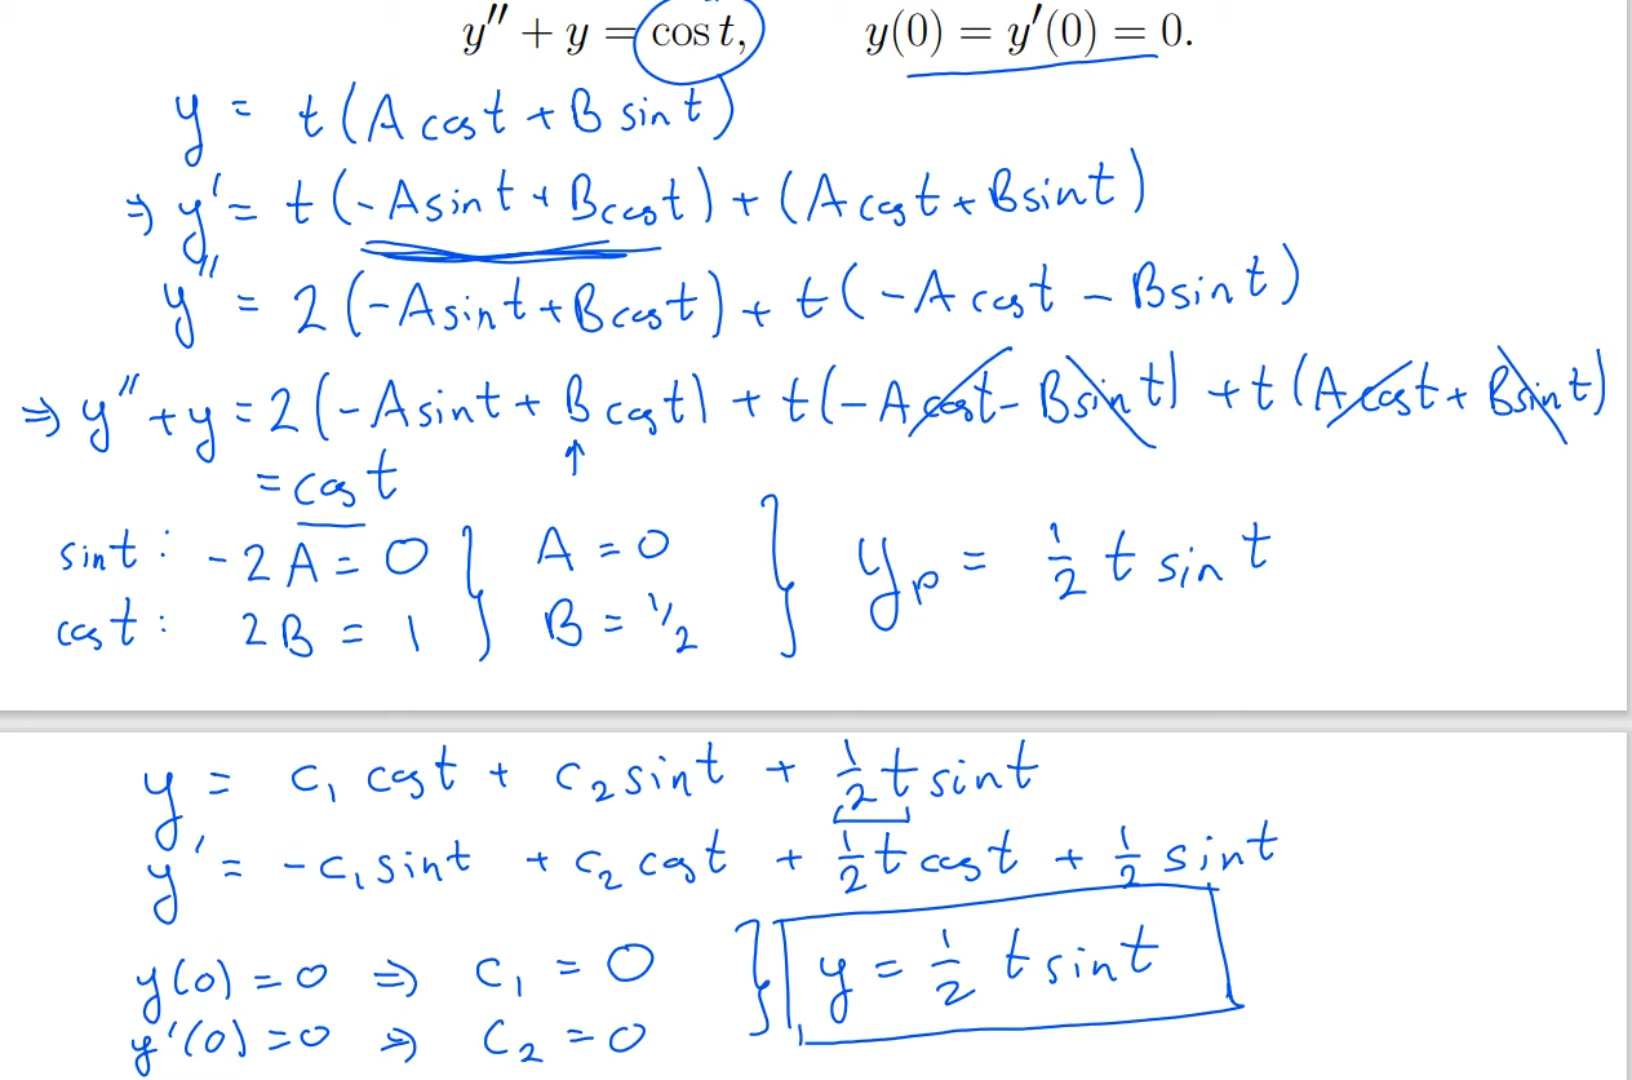 y'' + y = cos t,    y(0) = y'(0) = 0.
y = t(A cos t + B sin t)
⇒ y' = t(-A sin t + B cos t) + (A cos t + B sin t)
y'' = 2(-A sin t + B cos t) + t(-A cos t - B sin t)
⇒ y'' + y = 2(-A sin t + B cos t) + t(-A cos t - B sin t) + t(A cos t + B sin t)
= cos t ↑
sin t : -2A = 0 } A = 0 } y_p = 1/2 t sin t
cos t : 2B = 1 } B = 1/2
y = c₁ cos t + c₂ sin t + 1/2 t sin t
y' = -c₁ sin t + c₂ cos t + 1/2 t cos t + 1/2 sin t
y(0) = 0 ⇒ c₁ = 0 } y = 1/2 t sin t
y'(0) = 0 ⇒ c₂ = 0